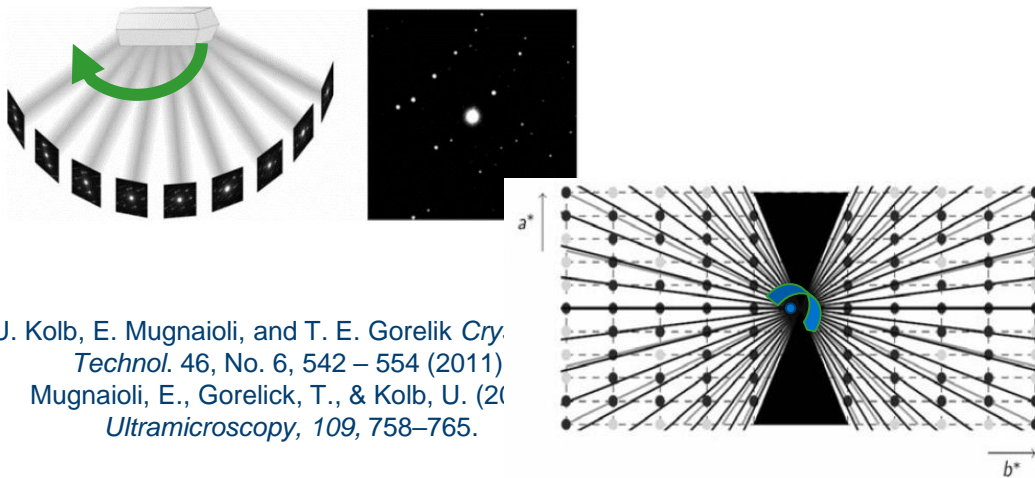 a*
J. Kolb, E. Mugnaioli, and T. E. Gorelik
Technol. 46, No. 6, 542 – 554 (2011)
Mugnaioli, E., Gorelick, T., & Kolb, U.
Ultramicroscopy, 109, 758–765.
b*